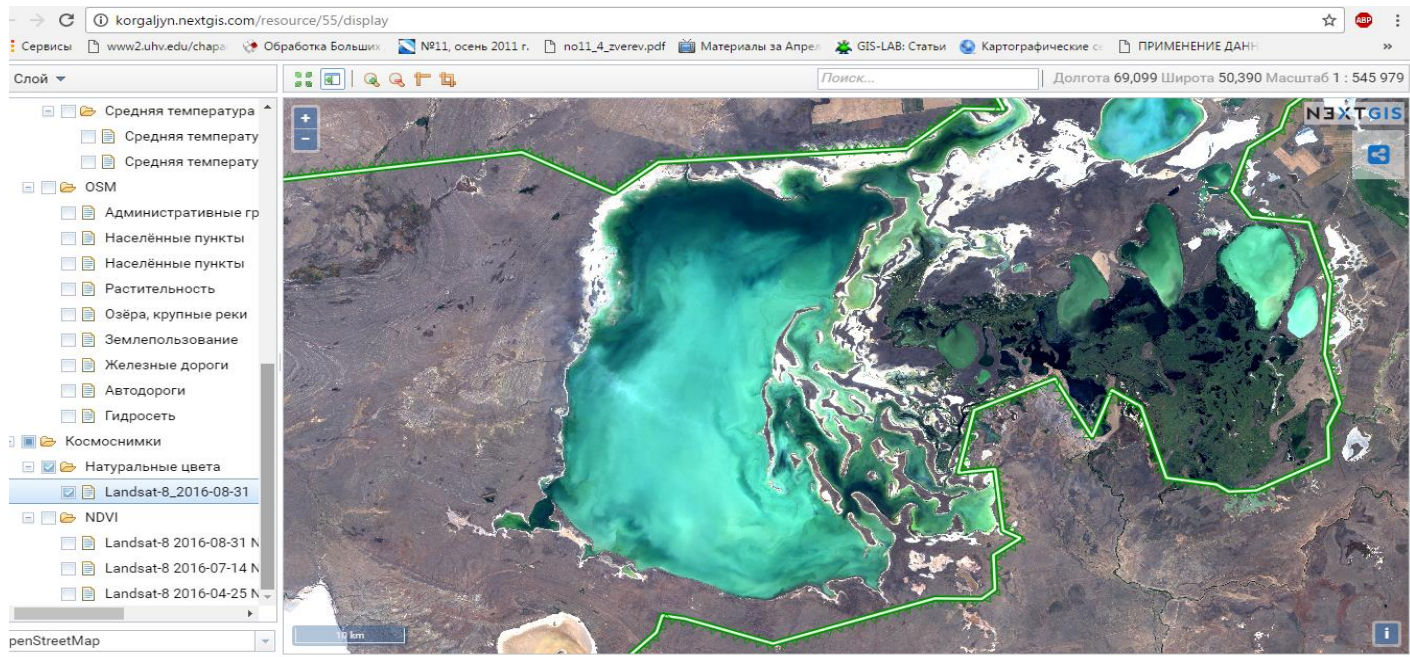 korgaljyn.nextgis.com/resource/55/display
ABP
Сервисы www2.uhv.edu/chapa Обработка Больших №11, осень 2011 г. no11_4_zverev.pdf Материалы за Апрел GIS-LAB: Статьи Картографические се ПРИМЕНЕНИЕ ДАНН »
Слой Поиск... Долгота 69,099 Широта 50,390 Масштаб 1 : 545 979
Средняя температура
Средняя температу
Средняя температу
OSM
Административные гр
Населённые пункты
Населённые пункты
Растительность
Озёра, крупные реки
Землепользование
Железные дороги
Автодороги
Гидросеть
Космоснимки
Натуральные цвета
Landsat-8_2016-08-31
NDVI
Landsat-8 2016-08-31 N
Landsat-8 2016-07-14 N
Landsat-8 2016-04-25 N
penStreetMap
+
–
NEXTGIS
10 km
i